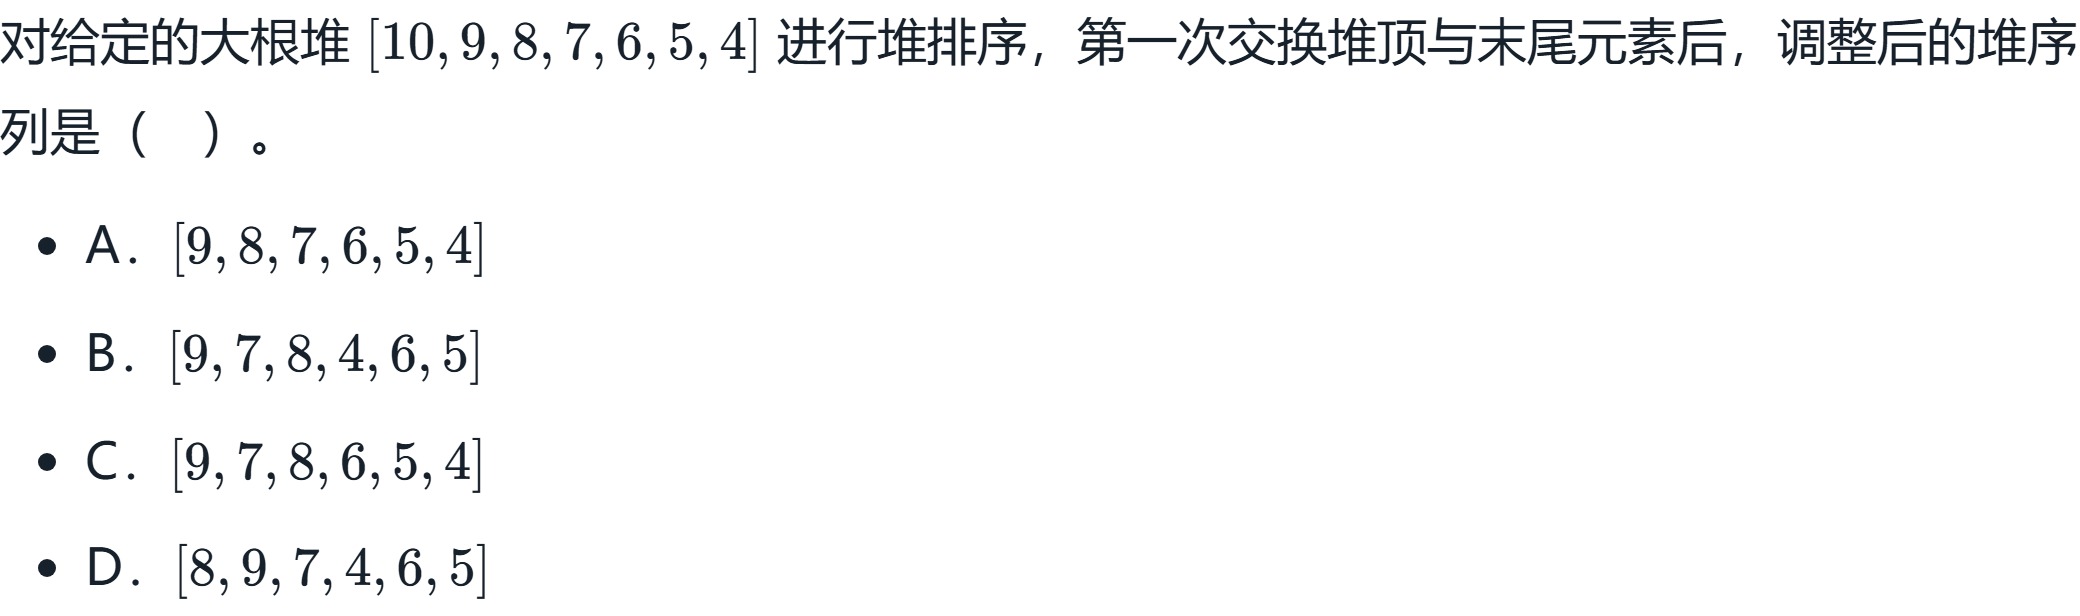 对给定的大根堆 [10, 9, 8, 7, 6, 5, 4] 进行堆排序，第一次交换堆顶与末尾元素后，调整后的堆序
列是（  ）。
• A. [9, 8, 7, 6, 5, 4]
• B. [9, 7, 8, 4, 6, 5]
• C. [9, 7, 8, 6, 5, 4]
• D. [8, 9, 7, 4, 6, 5]